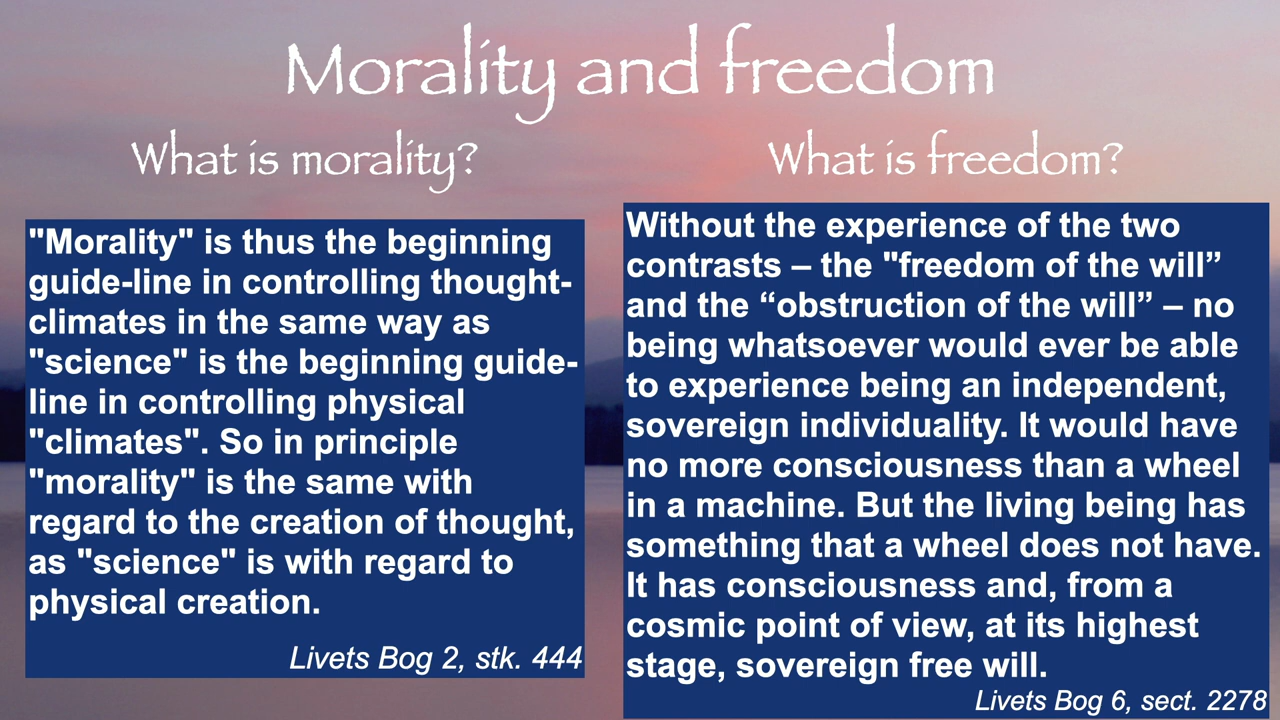 Morality and freedom
What is morality?
"Morality" is thus the beginning
guide-line in controlling thought-
climates in the same way as
"science" is the beginning guide-
line in controlling physical
"climates". So in principle
"morality" is the same with
regard to the creation of thought,
as "science" is with regard to
physical creation.
Livets Bog 2, stk. 444
What is freedom?
Without the experience of the two
contrasts – the "freedom of the will”
and the “obstruction of the will” – no
being whatsoever would ever be able
to experience being an independent,
sovereign individuality. It would have
no more consciousness than a wheel
in a machine. But the living being has
something that a wheel does not have.
It has consciousness and, from a
cosmic point of view, at its highest
stage, sovereign free will.
Livets Bog 6, sect. 2278